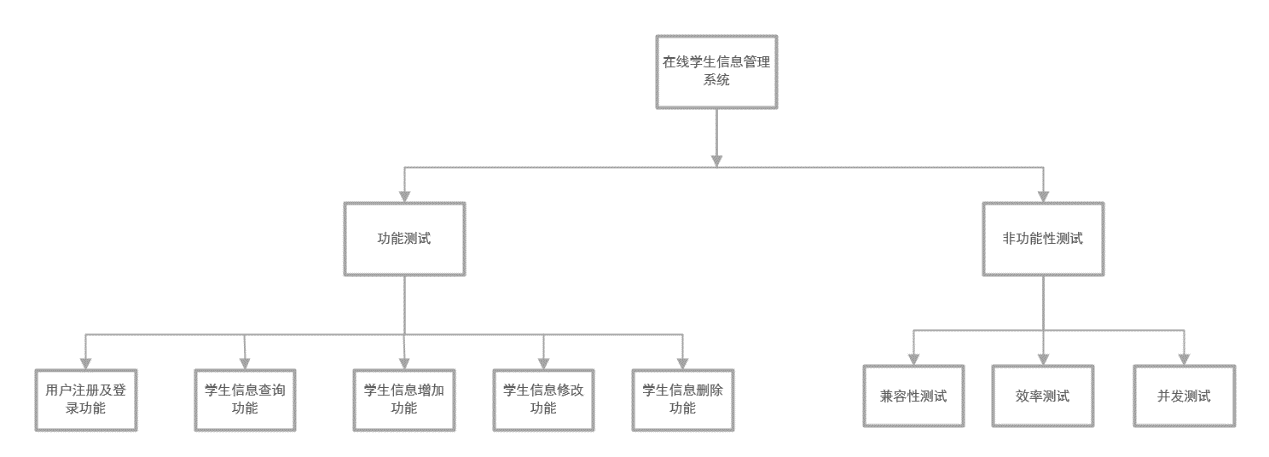 在线学生信息管理
系统
功能测试
非功能性测试
用户注册及登
录功能
学生信息查询
功能
学生信息增加
功能
学生信息修改
功能
学生信息删除
功能
兼容性测试
效率测试
并发测试